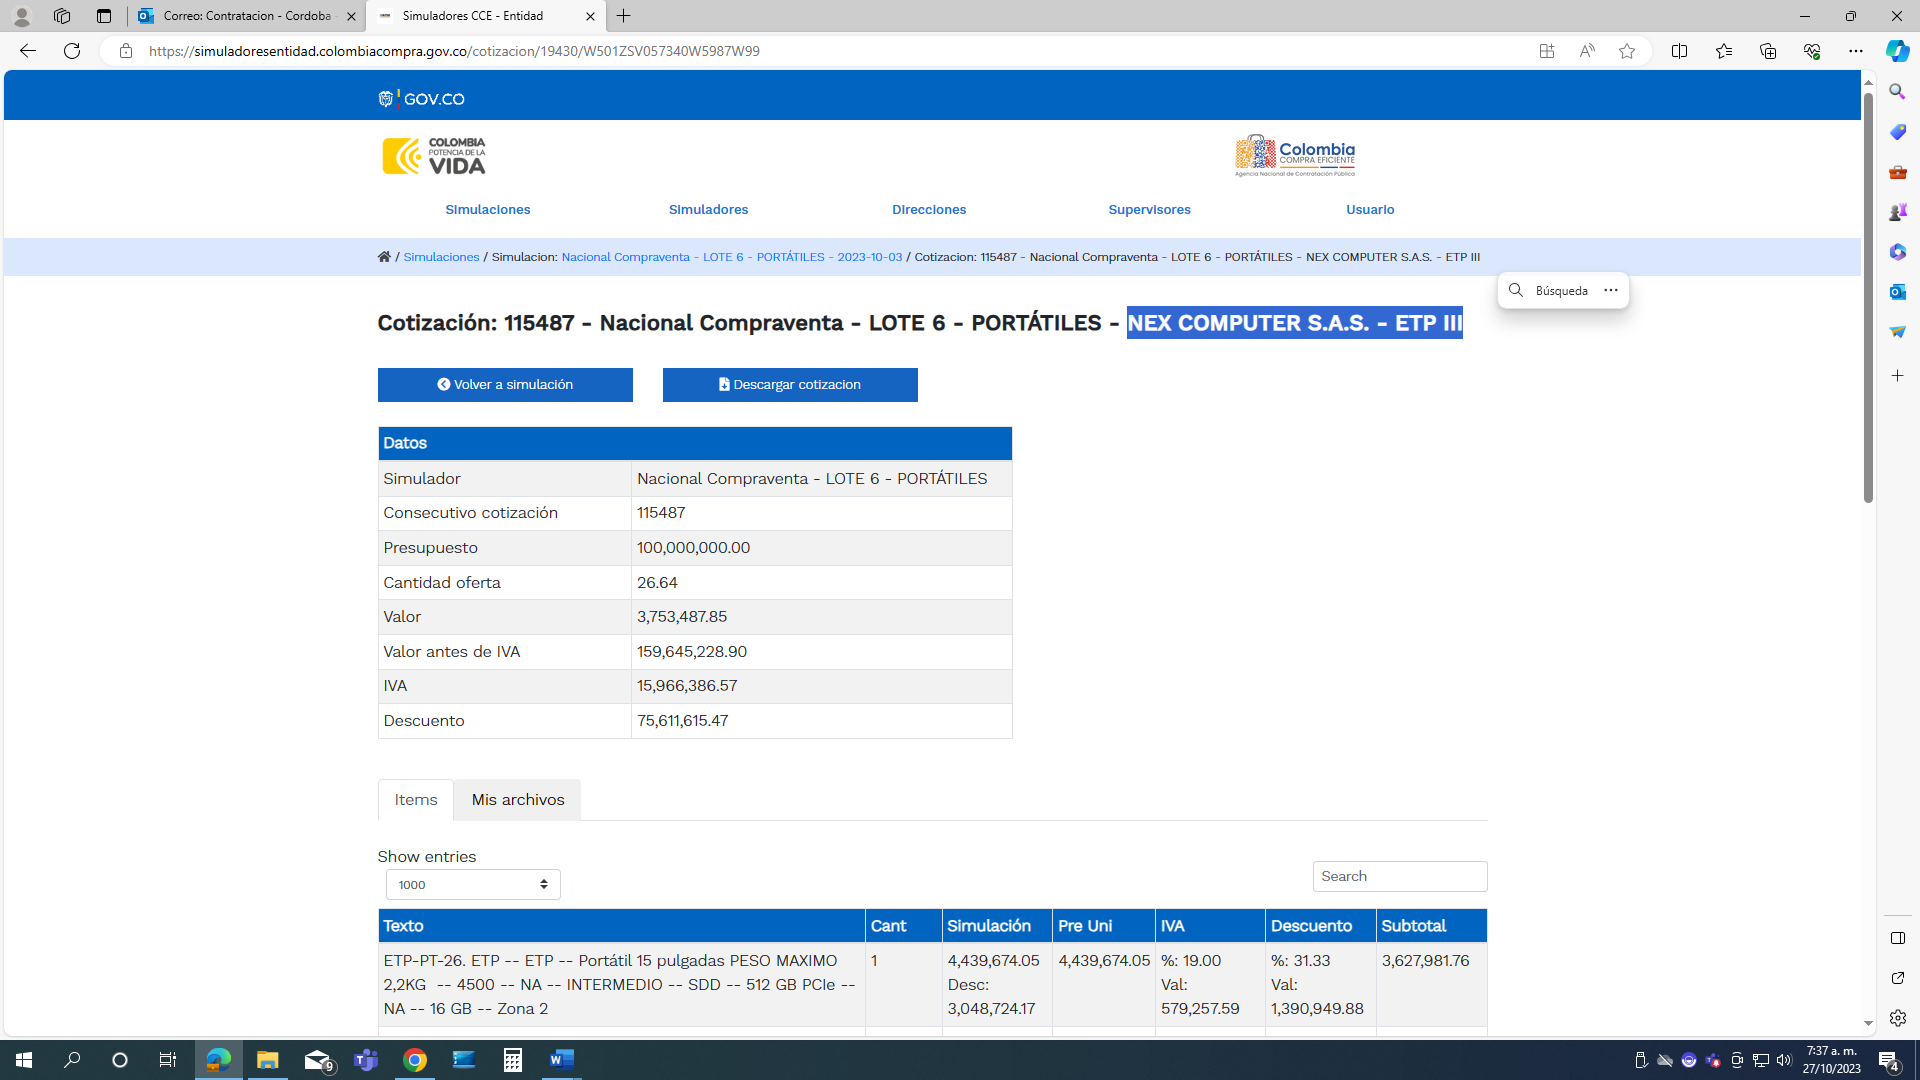 Correo: Contratacion - Cordoba
Simuladores CCE - Entidad
https://simuladoresentidad.colombiacompra.gov.co/cotizacion/19430/W501ZSV057340W5987W99
GOV.CO
COLOMBIA
POTENCIA DE LA
VIDA
Colombia
COMPRA EFICIENTE
Agencia Nacional de Contratación Pública
Simulaciones Simuladores Direcciones Supervisores Usuario
/ Simulaciones / Simulacion: Nacional Compraventa - LOTE 6 - PORTÁTILES - 2023-10-03 / Cotizacion: 115487 - Nacional Compraventa - LOTE 6 - PORTÁTILES - NEX COMPUTER S.A.S. - ETP III
Búsqueda
Cotización: 115487 - Nacional Compraventa - LOTE 6 - PORTÁTILES - NEX COMPUTER S.A.S. - ETP III
Volver a simulación Descargar cotizacion
Datos
Simulador Nacional Compraventa - LOTE 6 - PORTÁTILES
Consecutivo cotización 115487
Presupuesto 100,000,000.00
Cantidad oferta 26.64
Valor 3,753,487.85
Valor antes de IVA 159,645,228.90
IVA 15,966,386.57
Descuento 75,611,615.47
Items Mis archivos
Show entries
1000
Search
Texto Cant Simulación Pre Uni IVA Descuento Subtotal
ETP-PT-26. ETP -- ETP -- Portátil 15 pulgadas PESO MAXIMO 1 4,439,674.05 4,439,674.05 %: 19.00 %: 31.33 3,627,981.76
2,2KG -- 4500 -- NA -- INTERMEDIO -- SDD -- 512 GB PCIe -- Desc: Val: Val:
NA -- 16 GB -- Zona 2 3,048,724.17 579,257.59 1,390,949.88
9
7:37 a. m.
27/10/2023
4